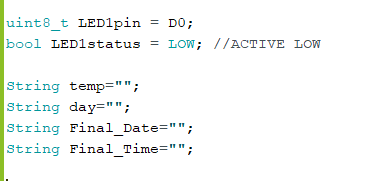 uint8_t LED1pin = D0;
bool LED1status = LOW; //ACTIVE LOW
String temp="";
String day="";
String Final_Date="";
String Final_Time="";